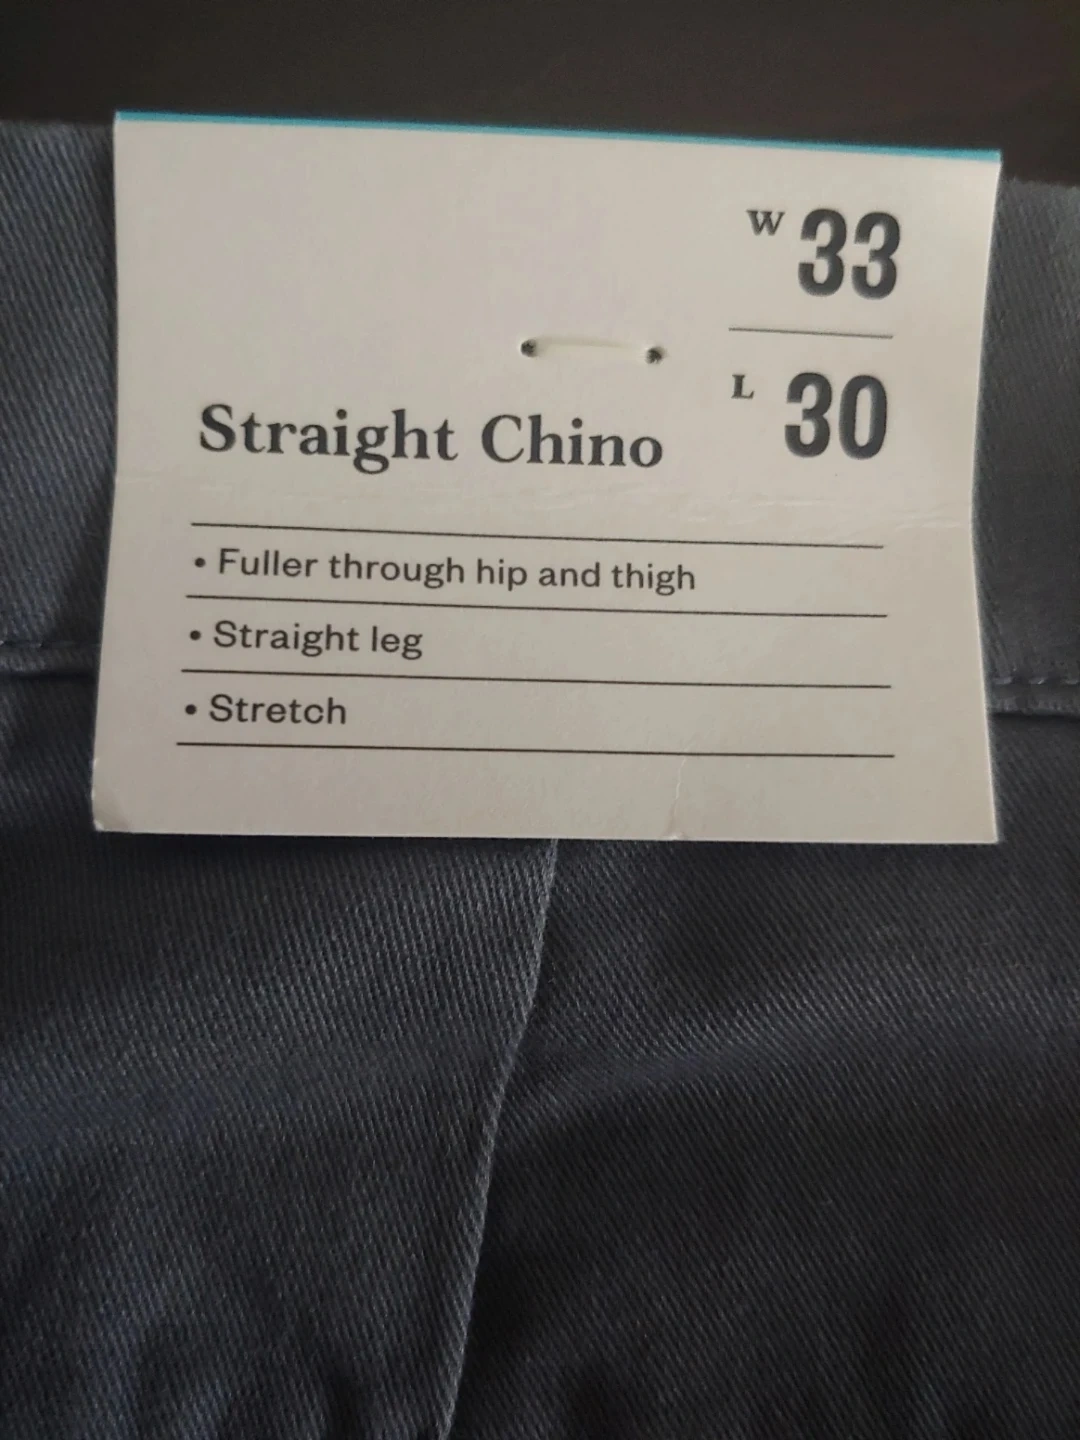 W 33
L 30
Straight Chino
• Fuller through hip and thigh
• Straight leg
• Stretch